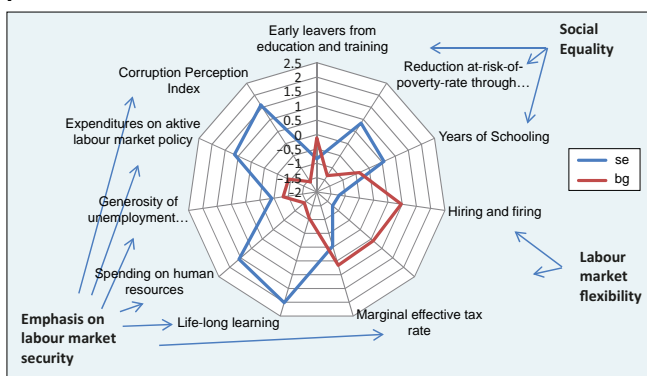 Early leavers from
education and training
Social
Equality
Reduction at-risk-of-
poverty-rate through…
Corruption Perception
Index
2.5
2
1.5
1
0.5
0
−0.5
−1
−1.5
−2
Expenditures on aktive
labour market policy
Years of Schooling
se
bg
Generosity of
unemployment…
Hiring and firing
Labour
market
flexibility
Spending on human
resources
Emphasis on
labour market
security
Life-long learning
Marginal effective tax
rate